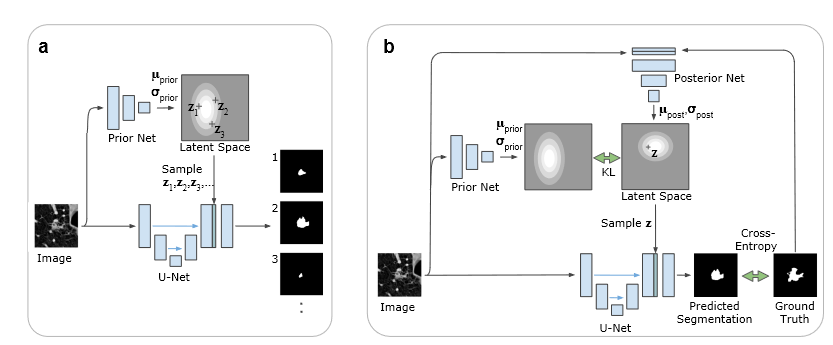 a
μprior
σprior
z1
z2
z3
Prior Net
Latent Space
Sample
z1,z2,z3,...
1
2
3
Image
U-Net
b
Posterior Net
μpost,σpost
μprior
σprior
z
KL
Prior Net
Latent Space
Sample z
Cross-
Entropy
Image
U-Net
Predicted
Segmentation
Ground
Truth